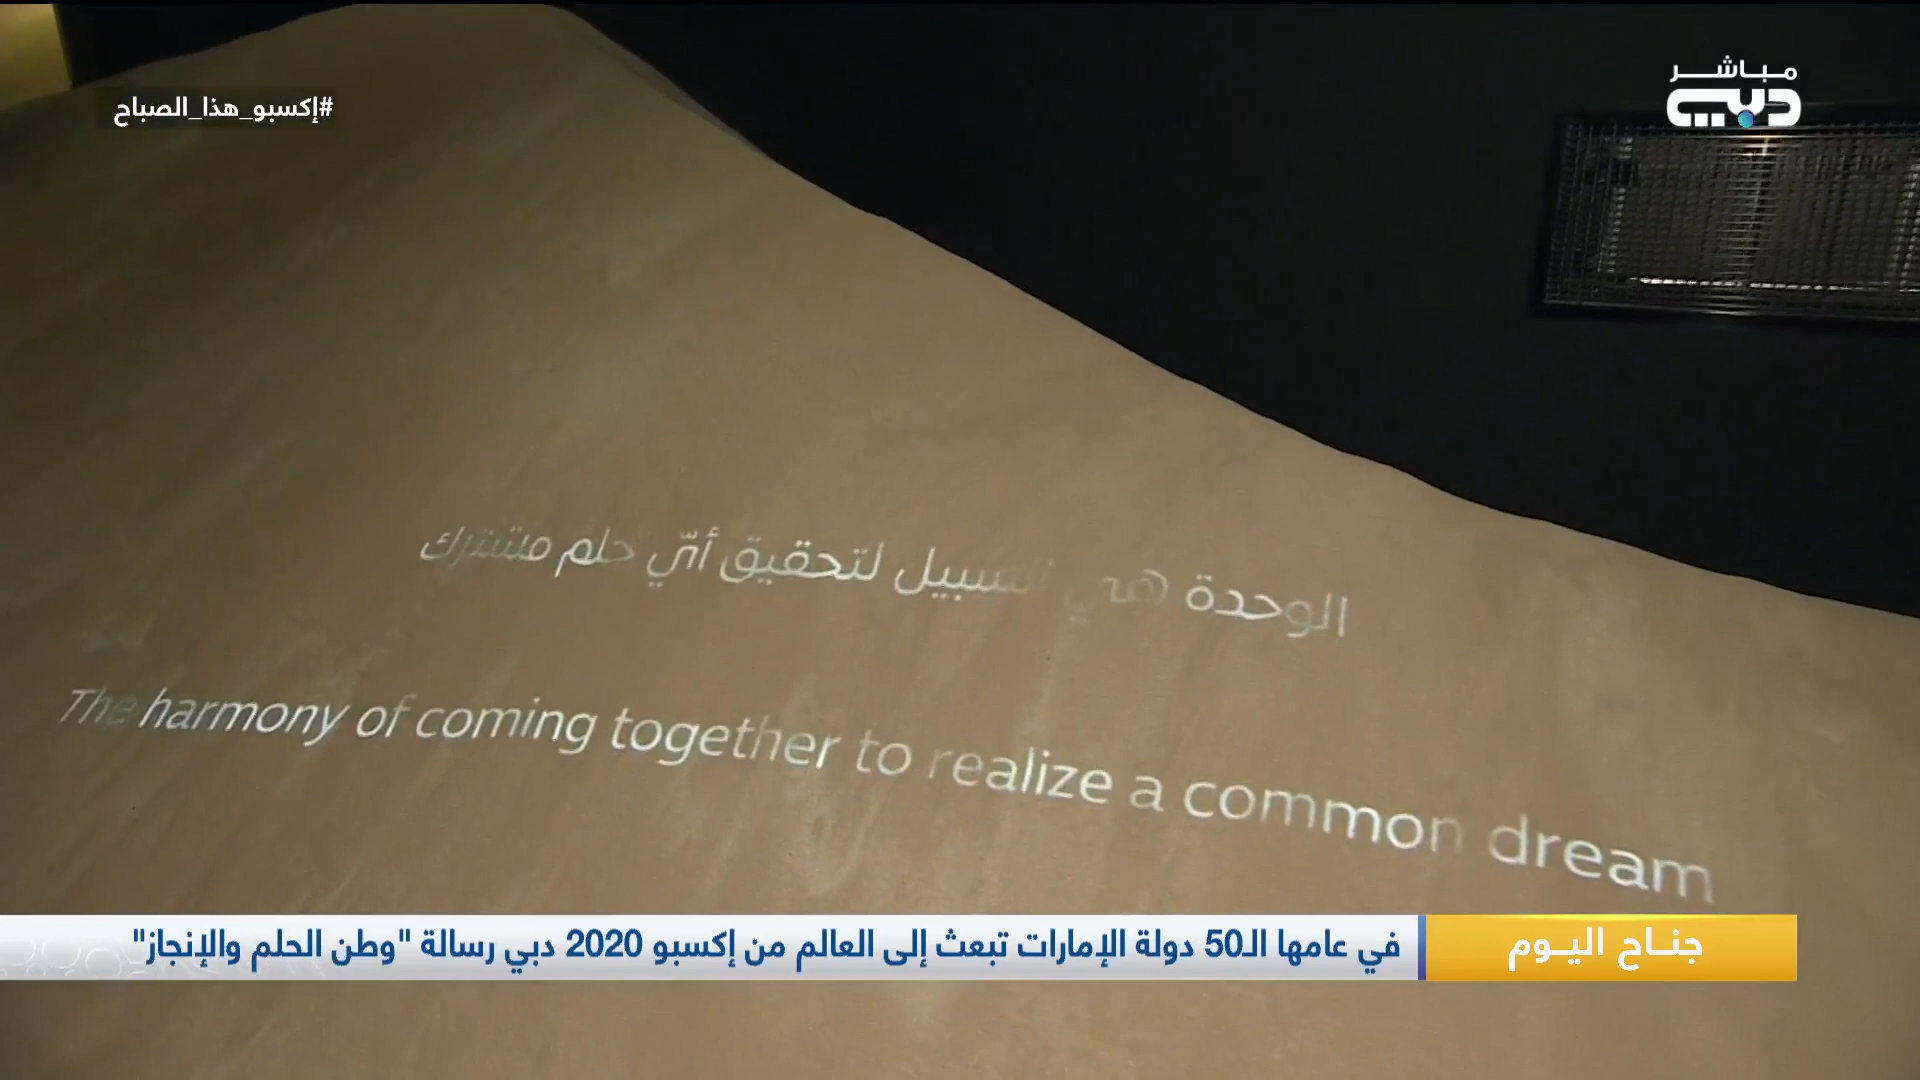 #إكسبو_هذا_الصباح
مباشر
دبي
الوحدة هي السبيل لتحقيق أيّ حلم مشترك
The harmony of coming together to realize a common dream
جناح اليوم
في عامها الـ50 دولة الإمارات تبعث إلى العالم من إكسبو 2020 دبي رسالة "وطن الحلم والإنجاز"